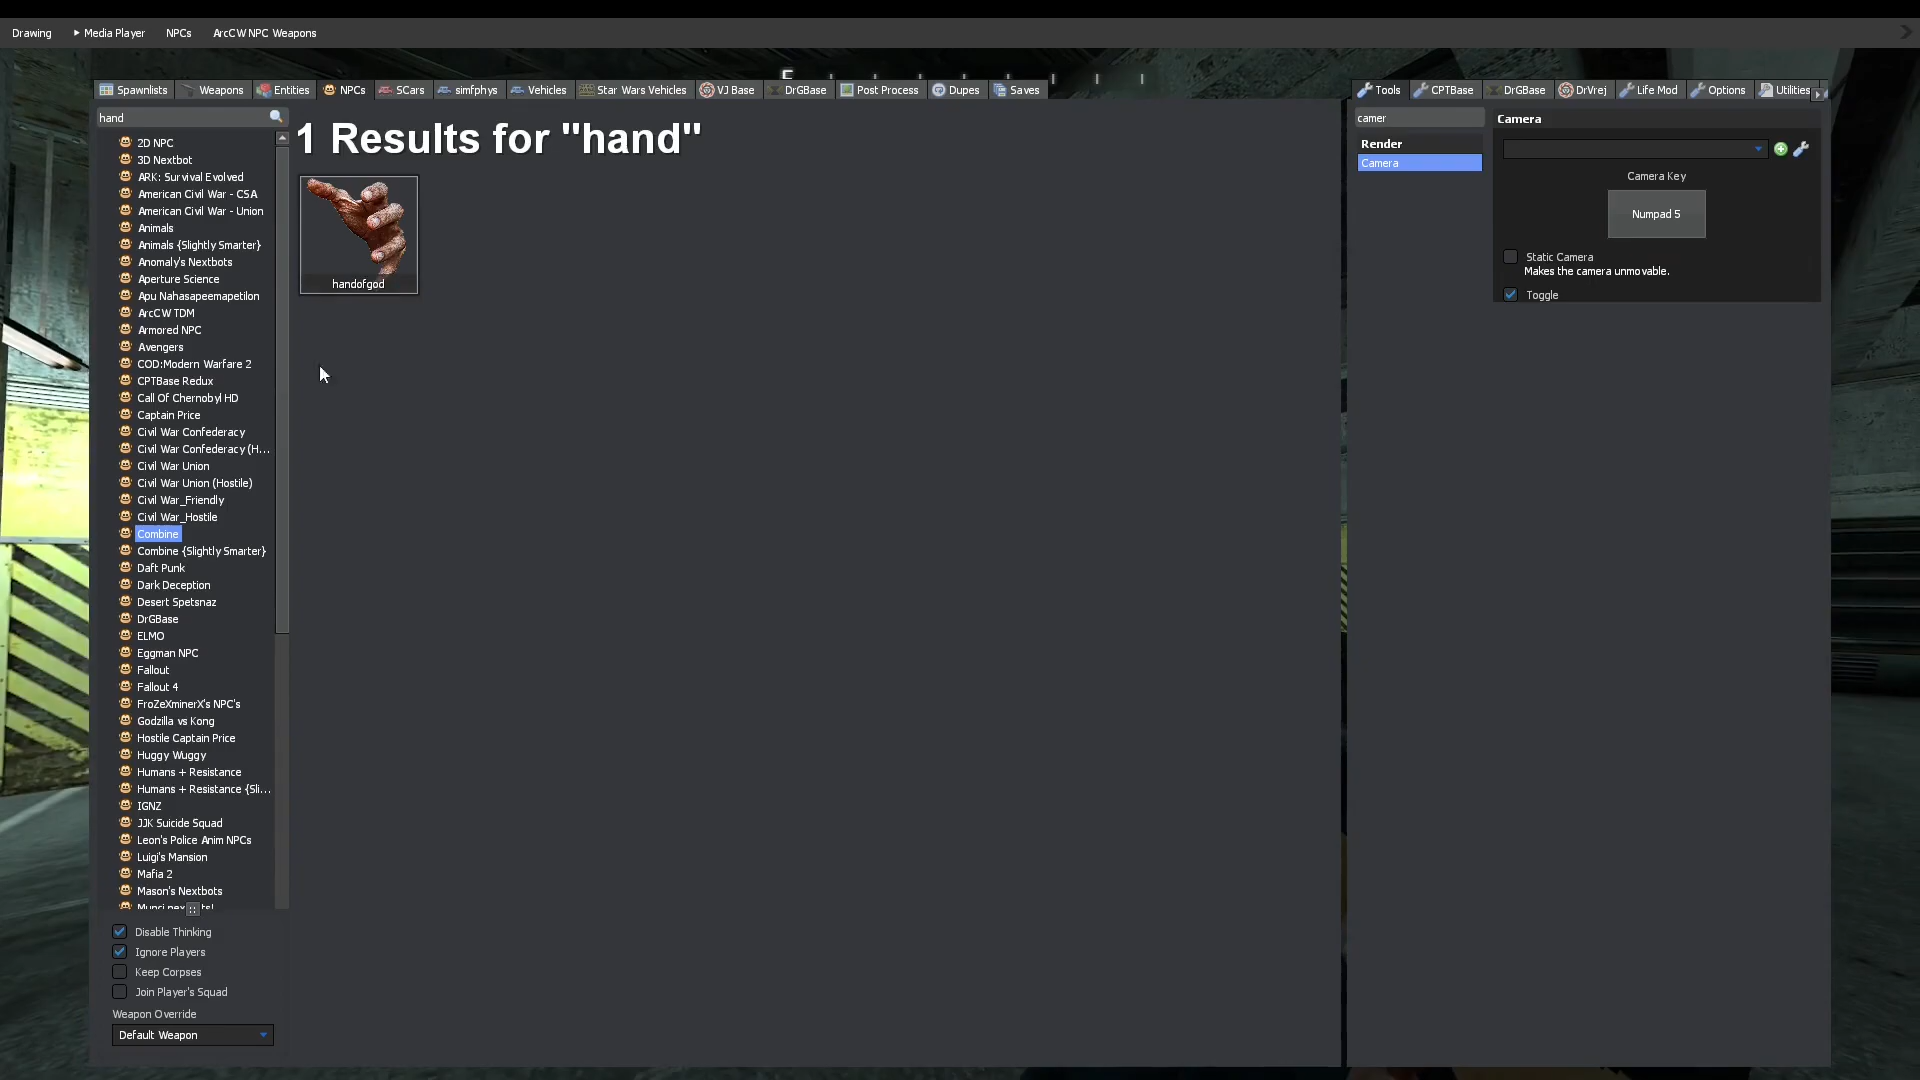 Drawing
Media Player
NPCs
ArcCW NPC Weapons
Spawnlists
Weapons
Entities
NPCs
SCars
simfphys
Vehicles
Star Wars Vehicles
VJ Base
DrGBase
Post Process
Dupes
Saves
hand
1 Results for "hand"
handofgod
2D NPC
3D Nextbot
ARK: Survival Evolved
American Civil War - CSA
American Civil War - Union
Animals
Animals {Slightly Smarter}
Anomaly's Nextbots
Aperture Science
Apu Nahasapeemapetilon
ArcCW TDM
Armored NPC
Avengers
COD:Modern Warfare 2
CPTBase Redux
Call Of Chernobyl HD
Captain Price
Civil War Confederacy
Civil War Confederacy (H...
Civil War Union
Civil War Union (Hostile)
Civil War_Friendly
Civil War_Hostile
Combine
Combine {Slightly Smarter}
Daft Punk
Dark Deception
Desert Spetsnaz
DrGBase
ELMO
Eggman NPC
Fallout
Fallout 4
FroZeXminerX's NPC's
Godzilla vs Kong
Hostile Captain Price
Huggy Wuggy
Humans + Resistance
Humans + Resistance {Sli...
IGNZ
JJK Suicide Squad
Leon's Police Anim NPCs
Luigi's Mansion
Mafia 2
Mason's Nextbots
Disable Thinking
Ignore Players
Keep Corpses
Join Player's Squad
Weapon Override
Default Weapon
Tools
CPTBase
DrGBase
DrVrej
Life Mod
Options
Utilities
camer
Render
Camera
Camera
Camera Key
Numpad 5
Static Camera
Makes the camera unmovable.
Toggle